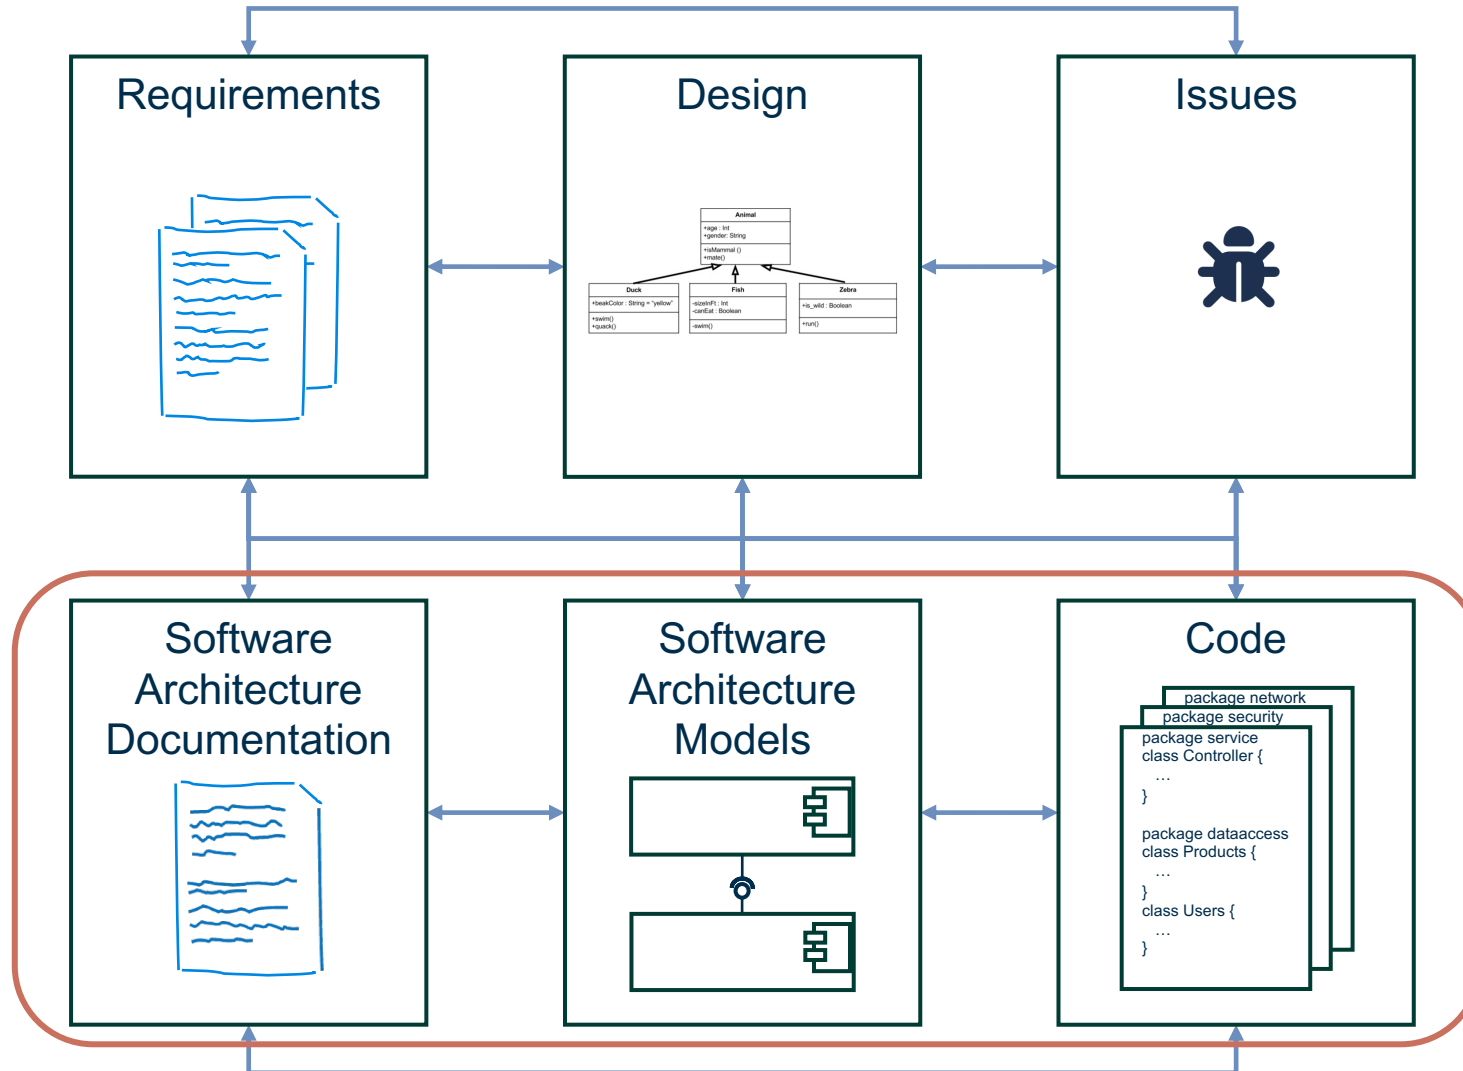 Requirements
Design
Issues
Animal
+age : Int
+gender: String
+isMammal ()
+mate()
Duck
+beakColor : String = "yellow"
+swim()
+quack()
Fish
-sizeInFt : Int
-canEat : Boolean
-swim()
Zebra
+is_wild : Boolean
+run()
Software
Architecture
Documentation
Software
Architecture
Models
Code
package network
package security
package service
class Controller {
…
}
package dataaccess
class Products {
…
}
class Users {
…
}